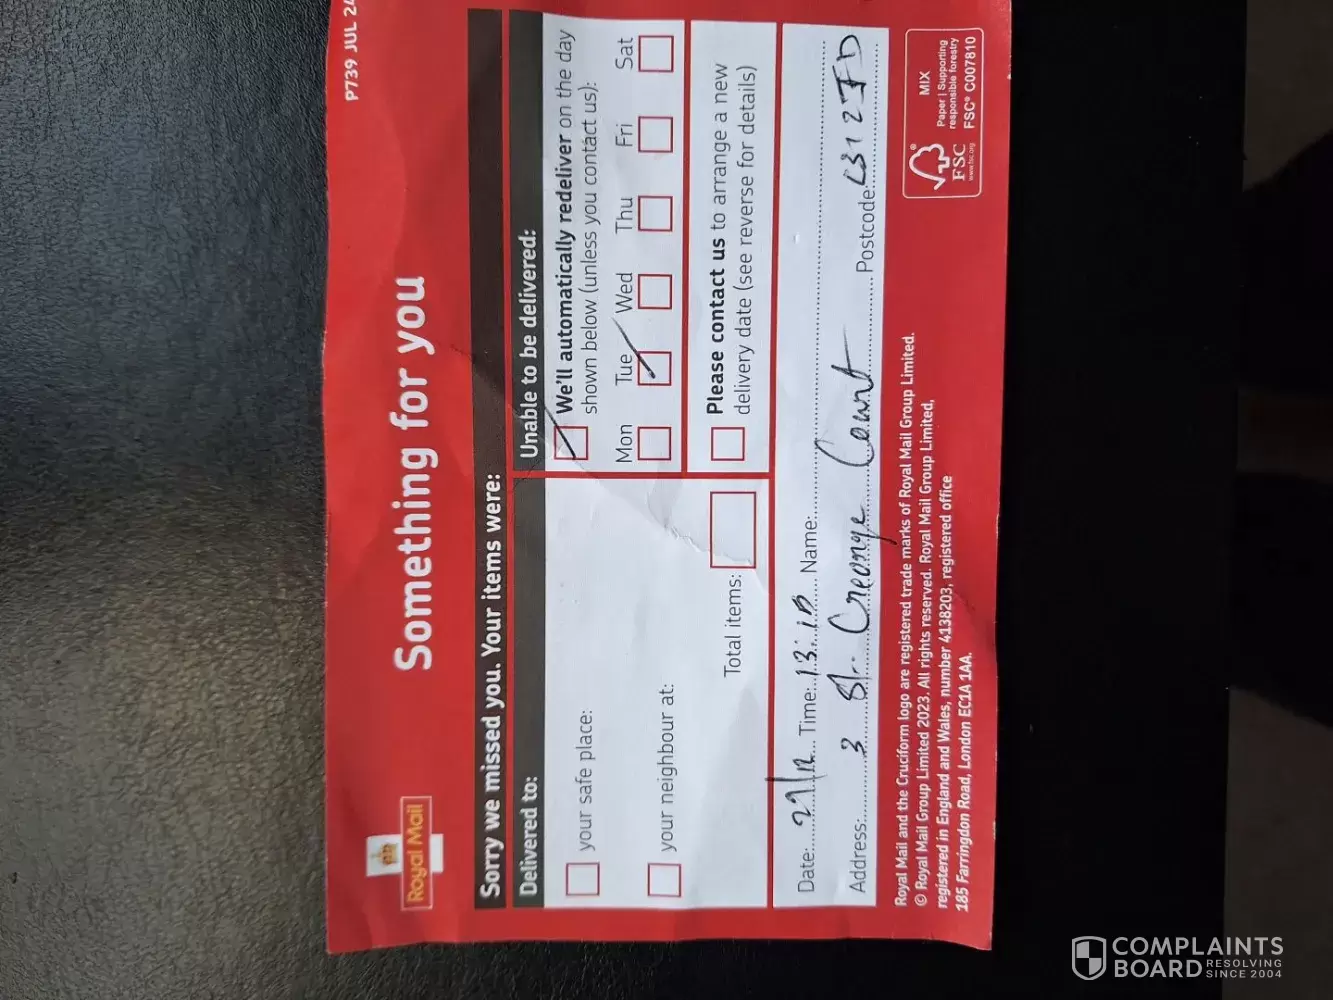 P739 JUL 24
Royal Mail
Something for you
Sorry we missed you. Your items were:
Delivered to:
your safe place:
your neighbour at:
Total items:
Unable to be delivered:
We'll automatically redeliver on the day
shown below (unless you contact us):
Mon Tue Wed Thu Fri Sat
Please contact us to arrange a new
delivery date (see reverse for details)
Date: Time: 13:10 Name:
Address: 3 St. George Court Postcode:
Royal Mail and the Cruciform logo are registered trade marks of Royal Mail Group Limited.
© Royal Mail Group Limited 2023. All rights reserved. Royal Mail Group Limited,
registered in England and Wales, number 4138203, registered office
185 Farringdon Road, London EC1A 1AA.
FSC
www.fsc.org
MIX
Paper | Supporting
responsible forestry
FSC® C007810
COMPLAINTS
BOARD RESOLVING
SINCE 2004